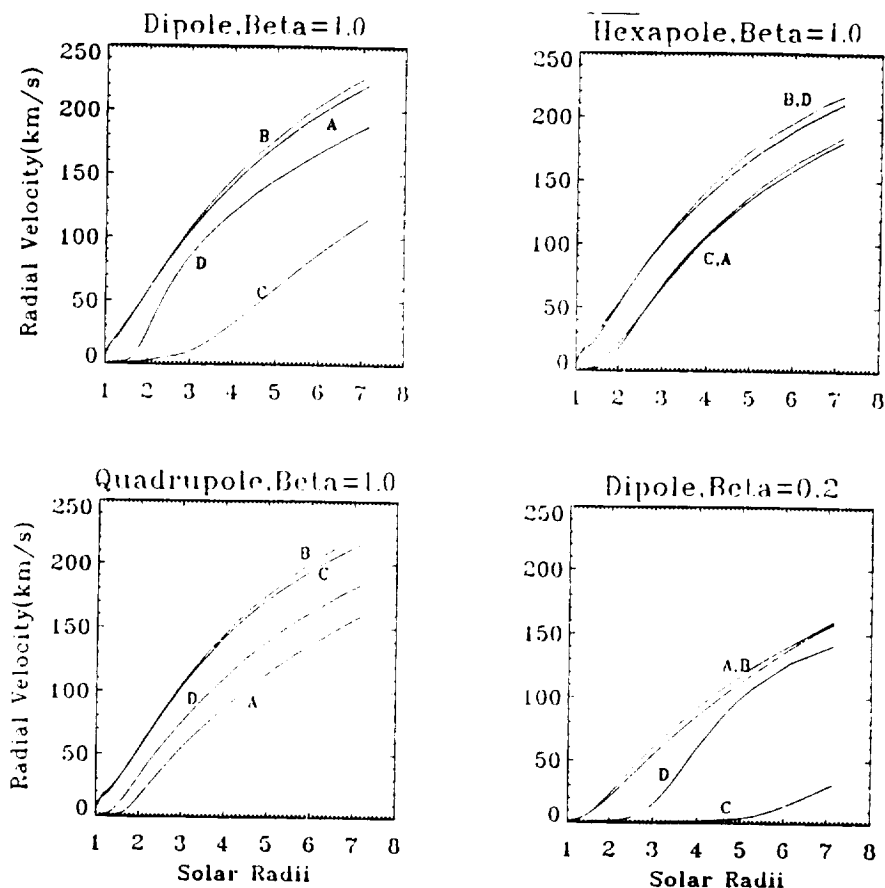 Dipole,Beta=1.0
Radial Velocity(km/s)
250
200
150
100
50
0
B
A
D
C
1 2 3 4 5 6 7 8
Hexapole,Beta=1.0
250
200
150
100
50
0
B,D
C,A
1 2 3 4 5 6 7 8
Quadrupole,Beta=1.0
Radial Velocity(km/s)
250
200
150
100
50
0
B
C
D
A
1 2 3 4 5 6 7 8
Solar Radii
Dipole,Beta=0.2
250
200
150
100
50
0
A,B
D
C
1 2 3 4 5 6 7 8
Solar Radii